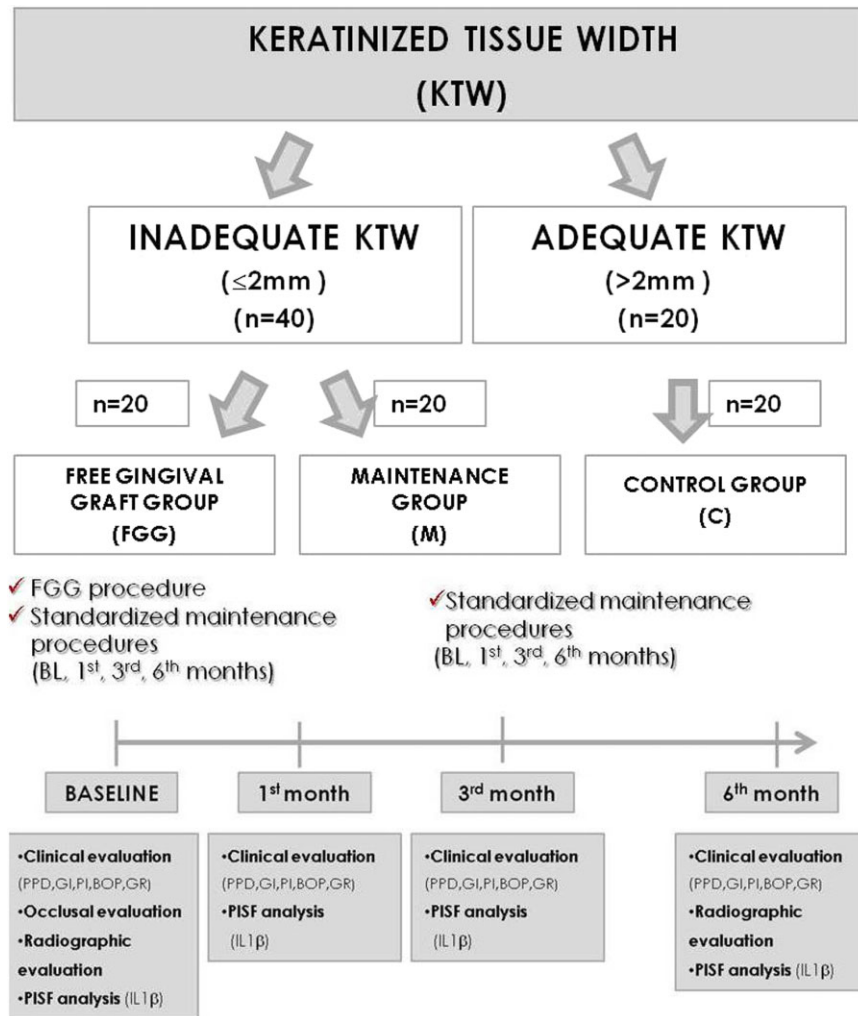 KERATINIZED TISSUE WIDTH
(KTW)
INADEQUATE KTW
(≤2mm )
(n=40)
ADEQUATE KTW
(>2mm )
(n=20)
n=20
n=20
n=20
FREE GINGIVAL
GRAFT GROUP
(FGG)
MAINTENANCE
GROUP
(M)
CONTROL GROUP
(C)
✓ FGG procedure
✓ Standardized maintenance
procedures
(BL, 1st, 3rd, 6th months)
✓Standardized maintenance
procedures
(BL, 1st, 3rd, 6th months)
BASELINE
1st month
3rd month
6th month
•Clinical evaluation
(PPD,GI,PI,BOP,GR)
•Occlusal evaluation
•Radiographic
evaluation
•PISF analysis (IL1β)
•Clinical evaluation
(PPD,GI,PI,BOP,GR)
•PISF analysis
(IL1β)
•Clinical evaluation
(PPD,GI,PI,BOP,GR)
•PISF analysis
(IL1β)
•Clinical evaluation
(PPD,GI,PI,BOP,GR)
•Radiographic
evaluation
•PISF analysis (IL1β)